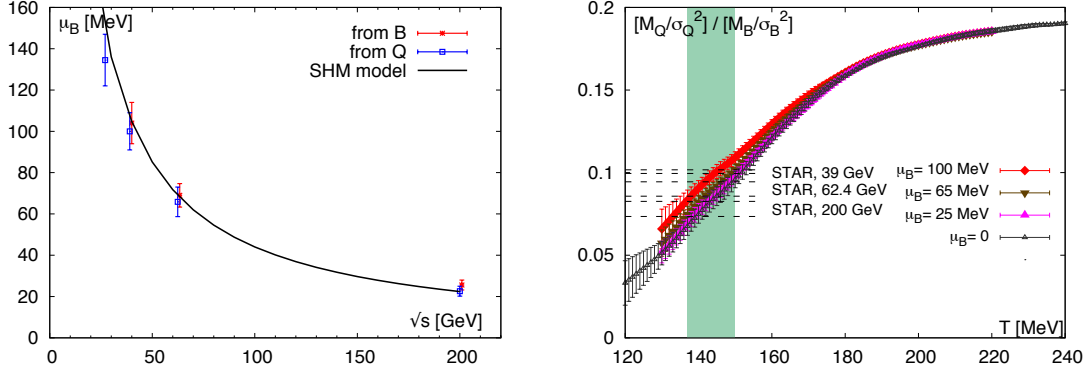 μB [MeV]
from B
from Q
SHM model
160
140
120
100
80
60
40
20
0
0 50 100 150 200
√s [GeV]
[MQ/σQ²] / [MB/σB²]
0.2
0.15
0.1
0.05
0
STAR, 39 GeV
STAR, 62.4 GeV
STAR, 200 GeV
μB= 100 MeV
μB= 65 MeV
μB= 25 MeV
μB= 0
T [MeV]
120 140 160 180 200 220 240